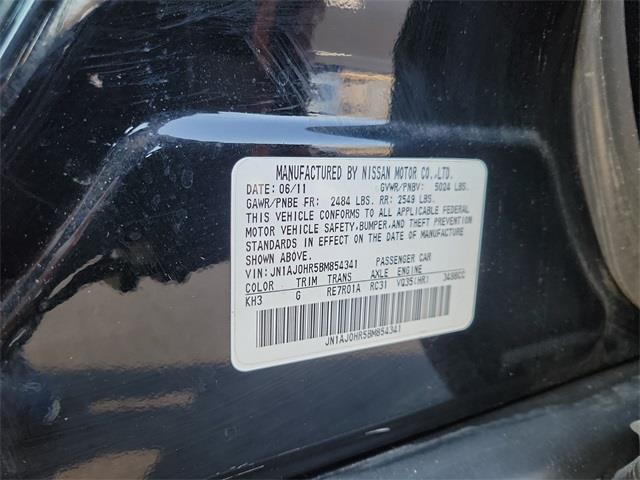 MANUFACTURED BY NISSAN MOTOR CO.,LTD.
DATE: 06/11 GVWR/PNBV: 5024 LBS.
GAWR/PNBE FR: 2484 LBS. RR: 2549 LBS.
THIS VEHICLE CONFORMS TO ALL APPLICABLE FEDERAL
MOTOR VEHICLE SAFETY,BUMPER,AND THEFT PREVENTION
STANDARDS IN EFFECT ON THE DATE OF MANUFACTURE
SHOWN ABOVE.
VIN: JN1AJ0HR5BM854341 PASSENGER CAR
COLOR TRIM TRANS AXLE ENGINE
KH3 G RE7R01A RC31 VQ35(HR) 3498CC
JN1AJ0HR5BM854341